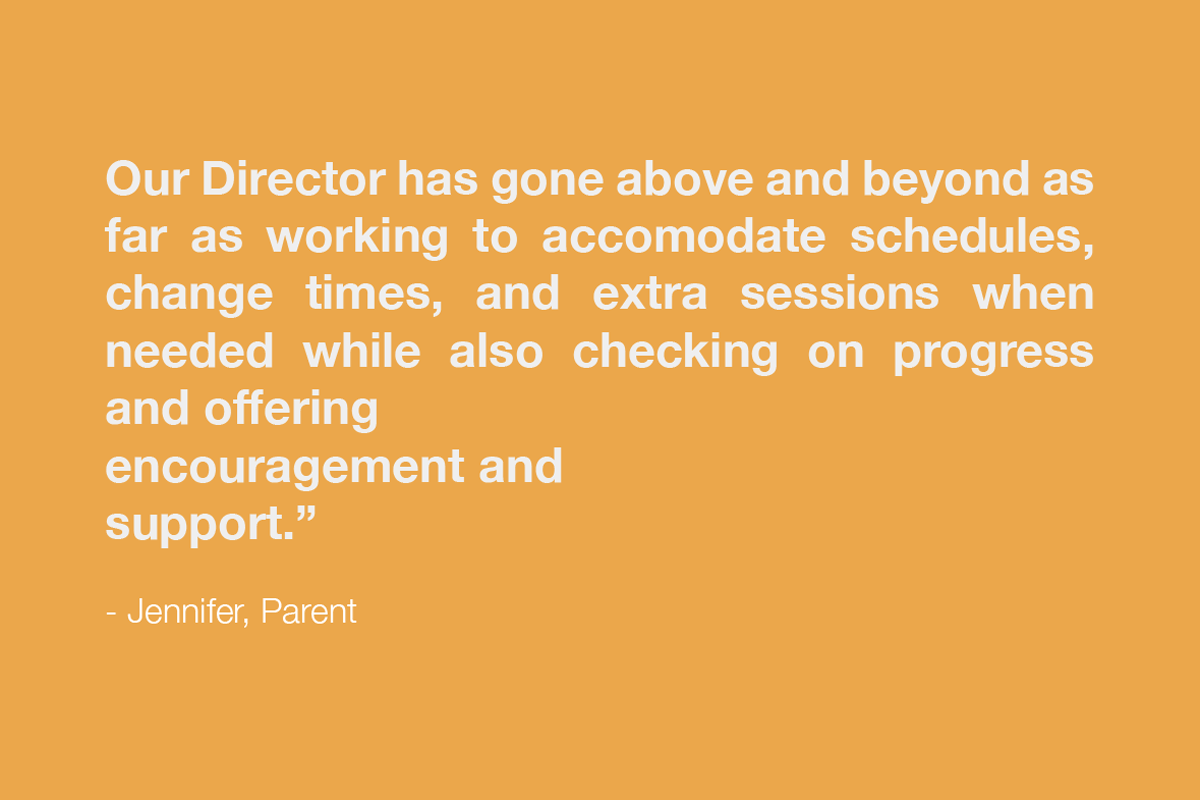 Our Director has gone above and beyond as
far as working to accomodate schedules,
change times, and extra sessions when
needed while also checking on progress
and offering
encouragement and
support.”
- Jennifer, Parent